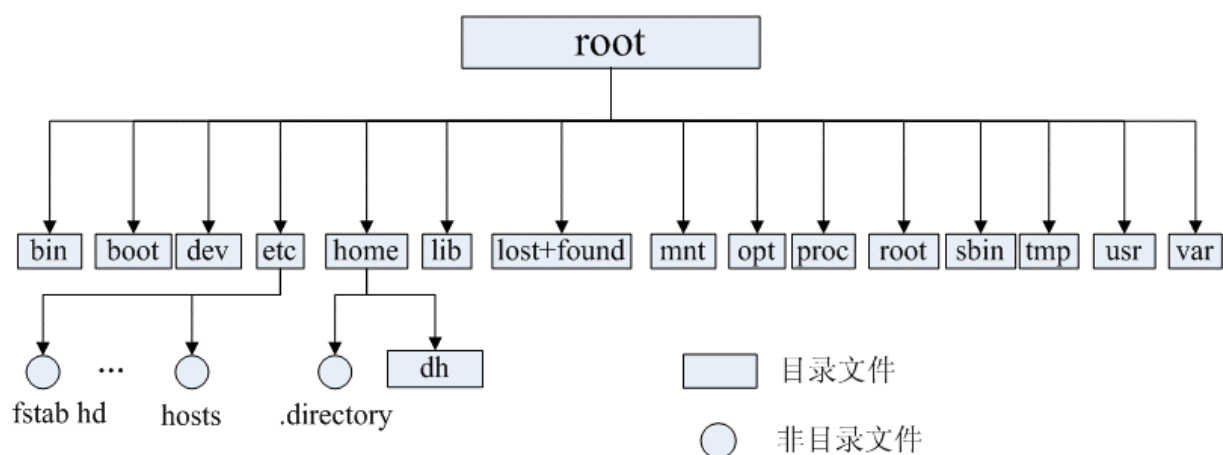 root
bin boot dev etc home lib lost+found mnt opt proc root sbin tmp usr var
... dh
目录文件
fstab hd hosts .directory
非目录文件